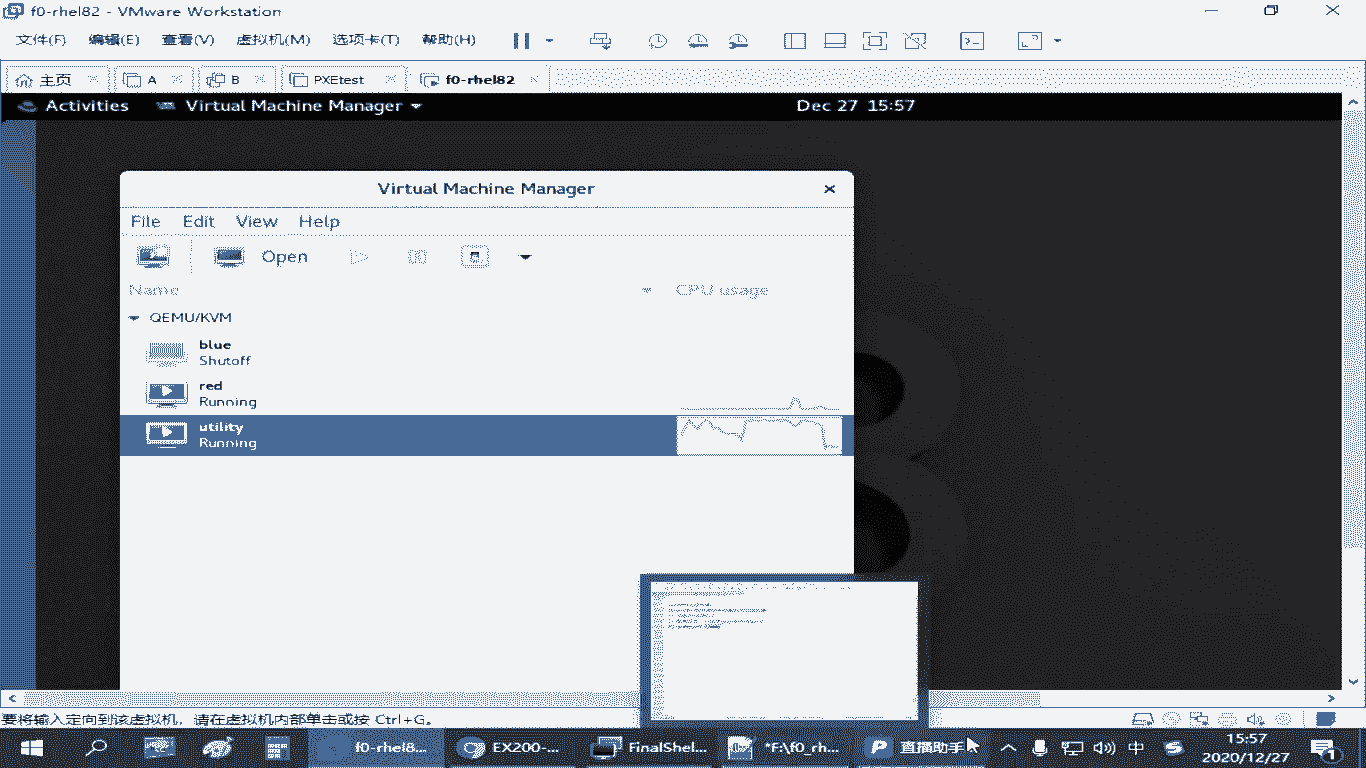 f0-rhel82 - VMware Workstation
文件(F) 编辑(E) 查看(V) 虚拟机(M) 选项卡(T) 帮助(H)
主页 A B PXEtest f0-rhel82
Activities Virtual Machine Manager Dec 27 15:57
Virtual Machine Manager
File Edit View Help
Open
Name CPU usage
QEMU/KVM
blue
Shutoff
red
Running
utility
Running
要将输入定向到该虚拟机，请在虚拟机内部单击或按 Ctrl+G。
f0-rhel8... EX200-... FinalShel... *F:\f0_rh... 直播助手 中 15:57
2020/12/27
1